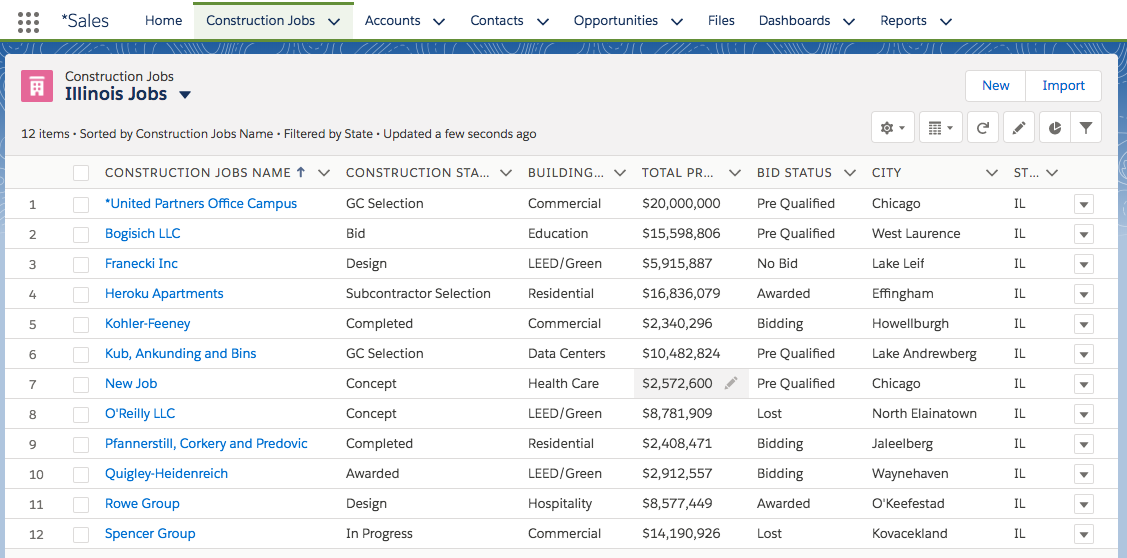 *Sales Home Construction Jobs Accounts Contacts Opportunities Files Dashboards Reports
Construction Jobs
Illinois Jobs
New Import
12 items • Sorted by Construction Jobs Name • Filtered by State • Updated a few seconds ago
CONSTRUCTION JOBS NAME CONSTRUCTION STA... BUILDING... TOTAL PR... BID STATUS CITY ST...
1 *United Partners Office Campus GC Selection Commercial $20,000,000 Pre Qualified Chicago IL
2 Bogisich LLC Bid Education $15,598,806 Pre Qualified West Laurence IL
3 Franecki Inc Design LEED/Green $5,915,887 No Bid Lake Leif IL
4 Heroku Apartments Subcontractor Selection Residential $16,836,079 Awarded Effingham IL
5 Kohler-Feeney Completed Commercial $2,340,296 Bidding Howellburgh IL
6 Kub, Ankunding and Bins GC Selection Data Centers $10,482,824 Pre Qualified Lake Andrewberg IL
7 New Job Concept Health Care $2,572,600 Pre Qualified Chicago IL
8 O'Reilly LLC Concept LEED/Green $8,781,909 Lost North Elainatown IL
9 Pfannerstill, Corkery and Predovic Completed Residential $2,408,471 Bidding Jaleelberg IL
10 Quigley-Heidenreich Awarded LEED/Green $2,912,557 Bidding Waynehaven IL
11 Rowe Group Design Hospitality $8,577,449 Awarded O'Keefestad IL
12 Spencer Group In Progress Commercial $14,190,926 Lost Kovacekland IL